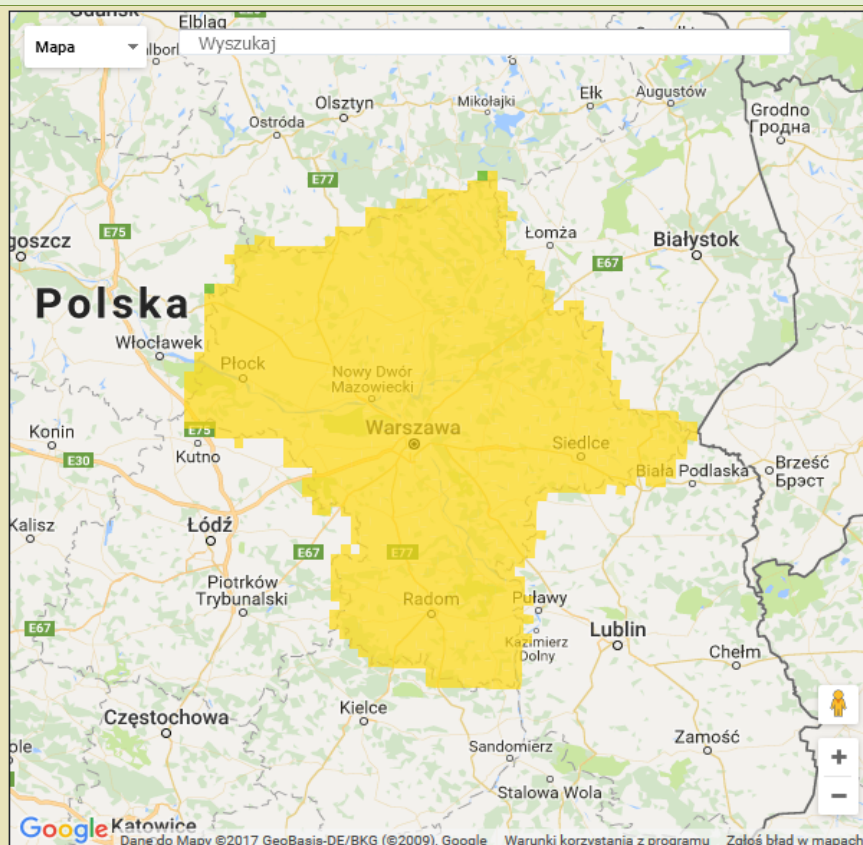 Gdańsk
Elbląg
Mapa
Wyszukaj
Olsztyn
Mikołajki
Ełk
Augustów
Grodno
Гродна
Ostróda
E77
Łomża
Białystok
E75
E67
Polska
Włocławek
Płock
Nowy Dwór
Mazowiecki
Warszawa
Siedlce
Konin
E75
Kutno
E30
Biała Podlaska
Brześć
Брэст
Kalisz
Łódź
E67
E77
Piotrków
Trybunalski
Radom
Puławy
E67
Lublin
Kazimierz
Dolny
Chełm
Kielce
Częstochowa
Zamość
Sandomierz
Stalowa Wola
Google
Katowice
Dane do Mapy ©2017 GeoBasis-DE/BKG (©2009), Google Warunki korzystania z programu Zgłoś błąd w mapach